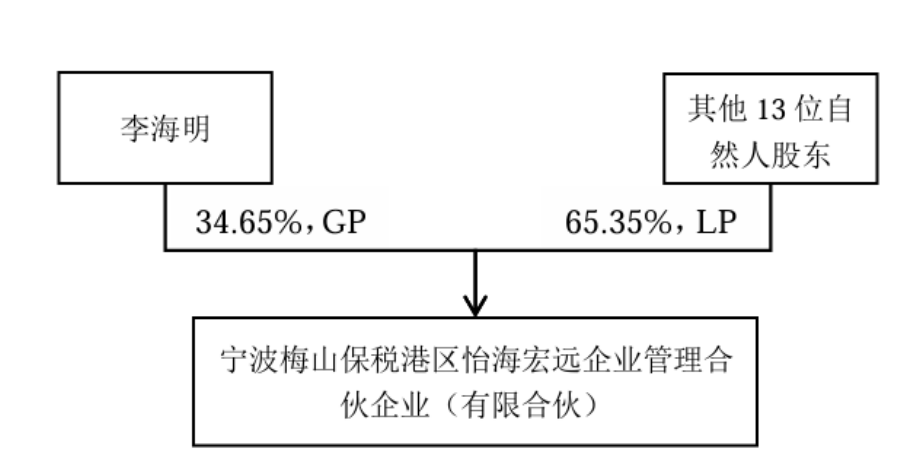 李海明
其他 13 位自
然人股东
34.65%，GP
65.35%，LP
宁波梅山保税港区怡海宏远企业管理合
伙企业（有限合伙）